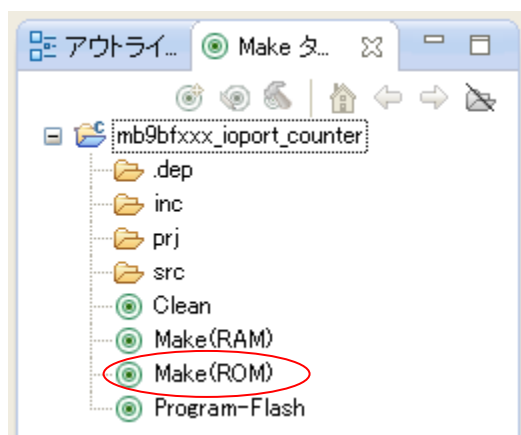 アウトライ... Make タ...
mb9bfxxx_ioport_counter
.dep
inc
prj
src
Clean
Make(RAM)
Make(ROM)
Program-Flash